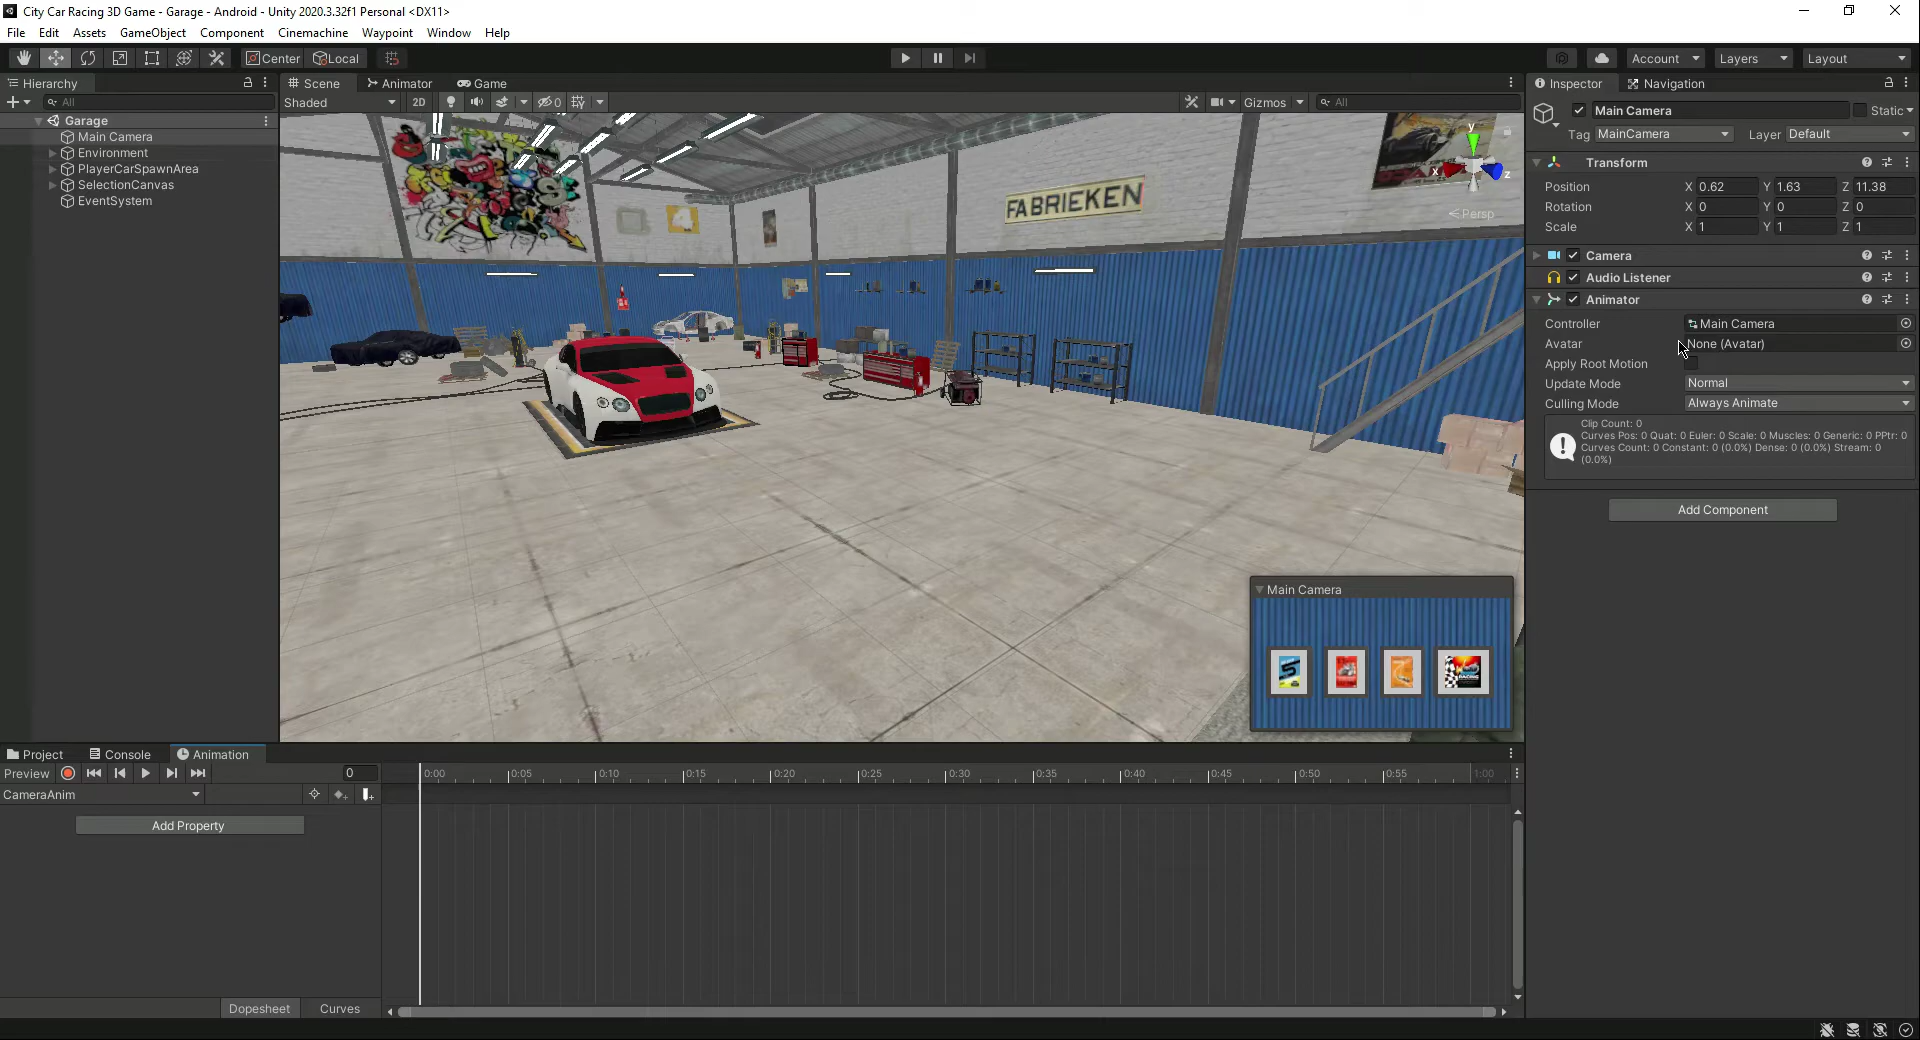 City Car Racing 3D Game - Garage - Android - Unity 2020.3.32f1 Personal <DX11>
File Edit Assets GameObject Component Cinemachine Waypoint Window Help
Center Local Account Layers Layout
Hierarchy
All
Garage
Main Camera
Environment
PlayerCarSpawnArea
SelectionCanvas
EventSystem
Scene Animator Game
Shaded 2D 0 Gizmos All
FABRIEKEN
4
y
x
z
Persp
Main Camera
Inspector Navigation
Main Camera Static
Tag MainCamera Layer Default
Transform
Position X 0.62 Y 1.63 Z 11.38
Rotation X 0 Y 0 Z 0
Scale X 1 Y 1 Z 1
Camera
Audio Listener
Animator
Controller Main Camera
Avatar None (Avatar)
Apply Root Motion
Update Mode Normal
Culling Mode Always Animate
Clip Count: 0
Curves Pos: 0 Quat: 0 Euler: 0 Scale: 0 Muscles: 0 Generic: 0 PPtr: 0
Curves Count: 0 Constant: 0 (0.0%) Dense: 0 (0.0%) Stream: 0
(0.0%)
Add Component
Project Console Animation
Preview 0 0:00 0:05 0:10 0:15 0:20 0:25 0:30 0:35 0:40 0:45 0:50 0:55 1:00
CameraAnim
Add Property
Dopesheet Curves